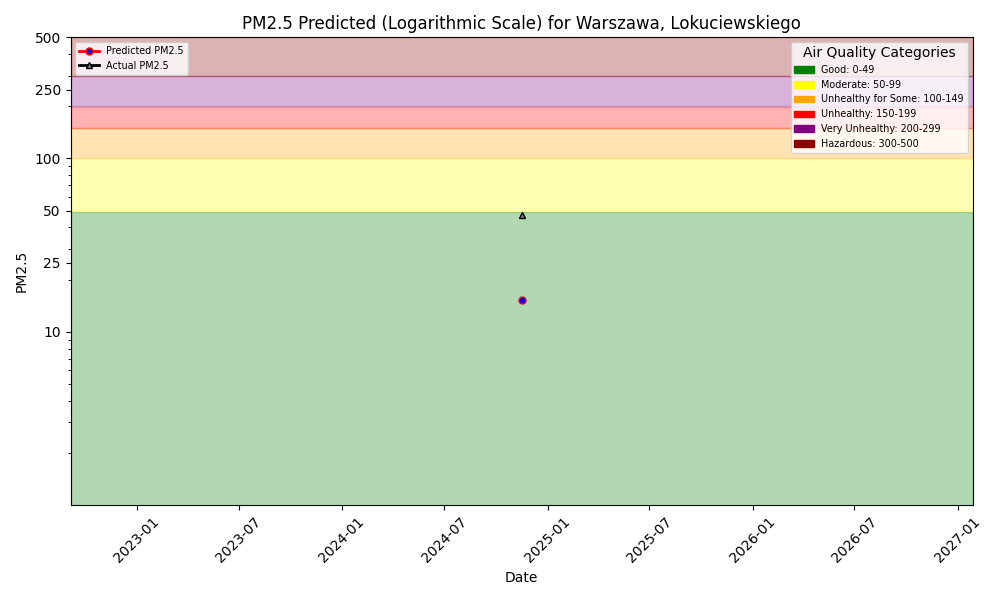 PM2.5 Predicted (Logarithmic Scale) for Warszawa, Lokuciewskiego
Predicted PM2.5
Actual PM2.5
Air Quality Categories
Good: 0-49
Moderate: 50-99
Unhealthy for Some: 100-149
Unhealthy: 150-199
Very Unhealthy: 200-299
Hazardous: 300-500
PM2.5
500
250
100
50
25
10
2023-01
2023-07
2024-01
2024-07
2025-01
2025-07
2026-01
2026-07
2027-01
Date